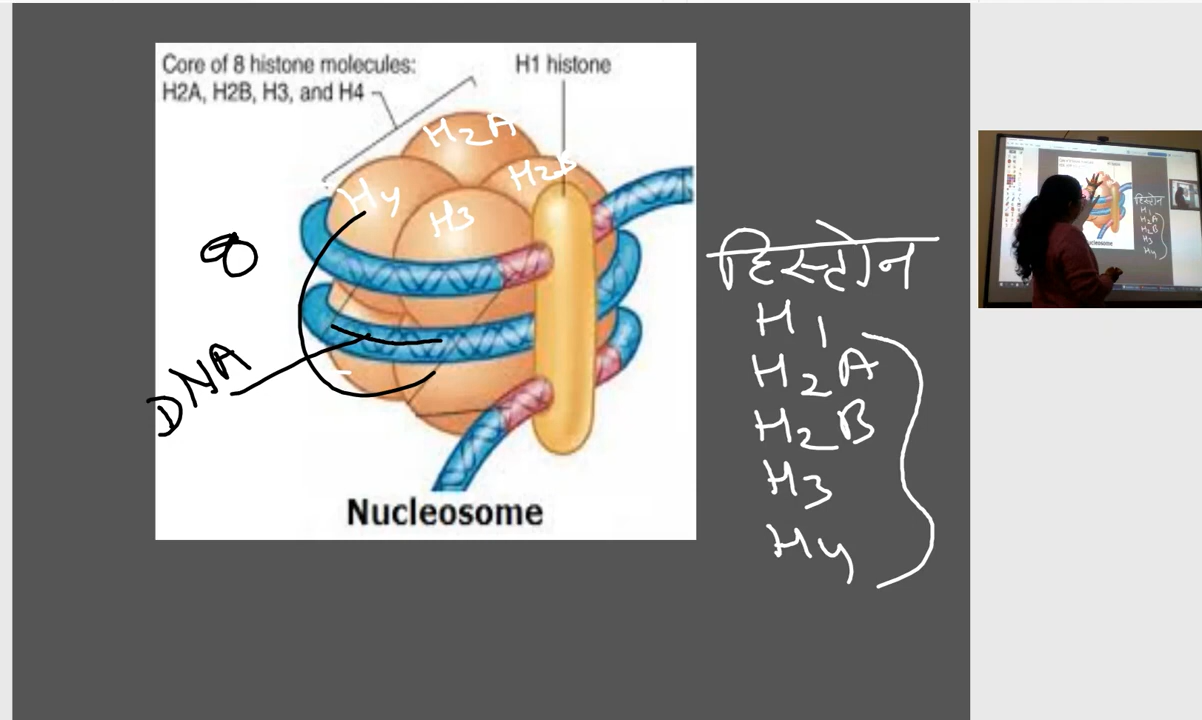 Core of 8 histone molecules:
H2A, H2B, H3, and H4
H1 histone
H2A
H2B
H4
H3
8
DNA
Nucleosome
हिस्टोन
H1
H2A
H2B
H3
H4